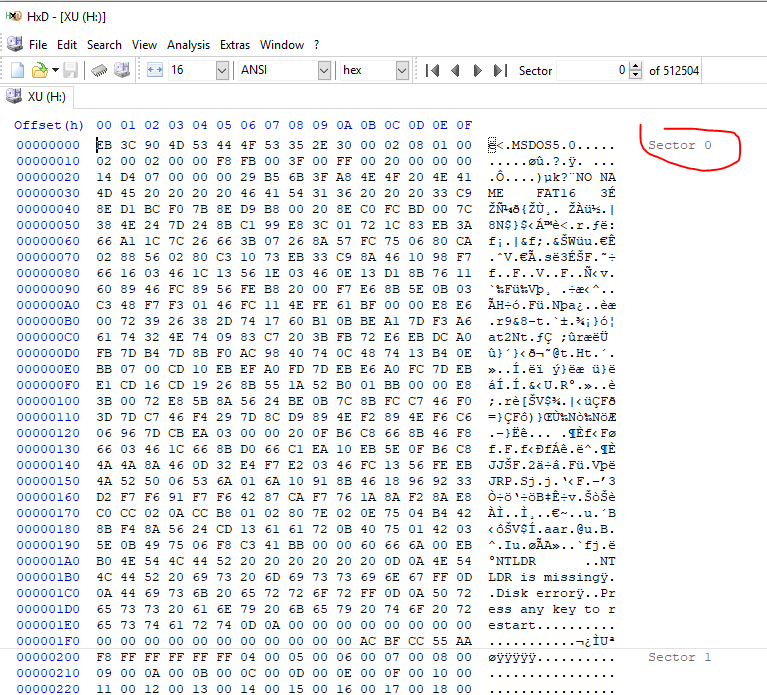 HxD - [XU (H:)]
File Edit Search View Analysis Extras Window ?
16 ANSI hex Sector 0 of 512504
XU (H:)
Offset(h) 00 01 02 03 04 05 06 07 08 09 0A 0B 0C 0D 0E 0F
00000000 EB 3C 90 4D 53 44 4F 53 35 2E 30 00 02 08 01 00 ë<.MSDOS5.0..... Sector 0
00000010 02 00 02 00 00 F8 FB 00 3F 00 FF 00 20 00 00 00 .....øû.?.ÿ. ...
00000020 14 D4 07 00 00 00 29 B5 6B 3F A8 4E 4F 20 4E 41 .Ô....)µk?¨NO NA
00000030 4D 45 20 20 20 20 46 41 54 31 36 20 20 20 33 C9 ME    FAT16   3É
00000040 8E D1 BC F0 7B 8E D9 B8 00 20 8E C0 FC BD 00 7C ŽÑ¼ð{ŽÙ¸. ŽÀü½.|
00000050 38 4E 24 7D 24 8B C1 99 E8 3C 01 72 1C 83 EB 3A 8N$}$‹Á™è<.r.ƒë:
00000060 66 A1 1C 7C 26 66 3B 07 26 8A 57 FC 75 06 80 CA f¡.|&f;.&ŠWüu.€Ê
00000070 02 88 56 02 80 C3 10 73 EB 33 C9 8A 46 10 98 F7 .ˆV.€Ã.së3ÉŠF.˜÷
00000080 66 16 03 46 1C 13 56 1E 03 46 0E 13 D1 8B 76 11 f..F..V..F..Ñ‹v.
00000090 60 89 46 FC 89 56 FE B8 20 00 F7 E6 8B 5E 0B 03 `‰Fü‰Vþ¸ .÷æ‹^..
000000A0 C3 48 F7 F3 01 46 FC 11 4E FE 61 BF 00 00 E8 E6 ÃH÷ó.Fü.Nþa¿..èæ
000000B0 00 72 39 26 38 2D 74 17 60 B1 0B BE A1 7D F3 A6 .r9&8-t.`±.¾¡}ó¦
000000C0 61 74 32 4E 74 09 83 C7 20 3B FB 72 E6 EB DC A0 at2Nt.ƒÇ ;ûræëÜ
000000D0 FB 7D B4 7D 8B F0 AC 98 40 74 0C 48 74 13 B4 0E û}´}‹ð¬˜@t.Ht.´.
000000E0 BB 07 00 CD 10 EB EF A0 FD 7D EB E6 A0 FC 7D EB »..Í.ëï ý}ëæ ü}ë
000000F0 E1 CD 16 CD 19 26 8B 55 1A 52 B0 01 BB 00 00 E8 áÍ.Í.&‹U.R°.»..è
00000100 3B 00 72 E8 5B 8A 56 24 BE 0B 7C 8B FC C7 46 F0 ;.rè[ŠV$¾.|‹üÇFð
00000110 3D 7D C7 46 F4 29 7D 8C D9 89 4E F2 89 4E F6 C6 =}ÇFô)}ŒÙ‰Nò‰NöÆ
00000120 06 96 7D CB EA 03 00 00 20 0F B6 C8 66 8B 46 F8 .–}Ëê... .¶Èf‹Fø
00000130 66 03 46 1C 66 8B D0 66 C1 EA 10 EB 5E 0F B6 C8 f.F.f‹ÐfÁê.ë^.¶È
00000140 4A 4A 8A 46 0D 32 E4 F7 E2 03 46 FC 13 56 FE EB JJŠF.2ä÷â.Fü.Vþë
00000150 4A 52 50 06 53 6A 01 6A 10 91 8B 46 18 96 92 33 JRP.Sj.j.‘‹F.–’3
00000160 D2 F7 F6 91 F7 F6 42 87 CA F7 76 1A 8A F2 8A E8 Ò÷ö‘÷öB‡Ê÷v.ŠòŠè
00000170 C0 CC 02 0A CC B8 01 02 80 7E 02 0E 75 04 B4 42 ÀÌ..Ì¸..€~..u.´B
00000180 8B F4 8A 56 24 CD 13 61 61 72 0B 40 75 01 42 03 ‹ôŠV$Í.aar.@u.B.
00000190 5E 0B 49 75 06 F8 C3 41 BB 00 00 60 66 6A 00 EB ^.Iu.øÃA»..`fj.ë
000001A0 B0 4E 54 4C 44 52 20 20 20 20 20 20 0D 0A 4E 54 °NTLDR      ..NT
000001B0 4C 44 52 20 69 73 20 6D 69 73 73 69 6E 67 FF 0D LDR is missingÿ.
000001C0 0A 44 69 73 6B 20 65 72 72 6F 72 FF 0D 0A 50 72 .Disk errorÿ..Pr
000001D0 65 73 73 20 61 6E 79 20 6B 65 79 20 74 6F 20 72 ess any key to r
000001E0 65 73 74 61 72 74 0D 0A 00 00 00 00 00 00 00 00 estart..........
000001F0 00 00 00 00 00 00 00 00 00 00 00 AC BF CC 55 AA ...........¬¿ÌUª
00000200 F8 FF FF FF FF FF 04 00 05 00 06 00 07 00 08 00 øÿÿÿÿÿ.......... Sector 1
00000210 09 00 0A 00 0B 00 0C 00 0D 00 0E 00 0F 00 10 00 ................
00000220 11 00 12 00 13 00 14 00 15 00 16 00 17 00 18 00 ................